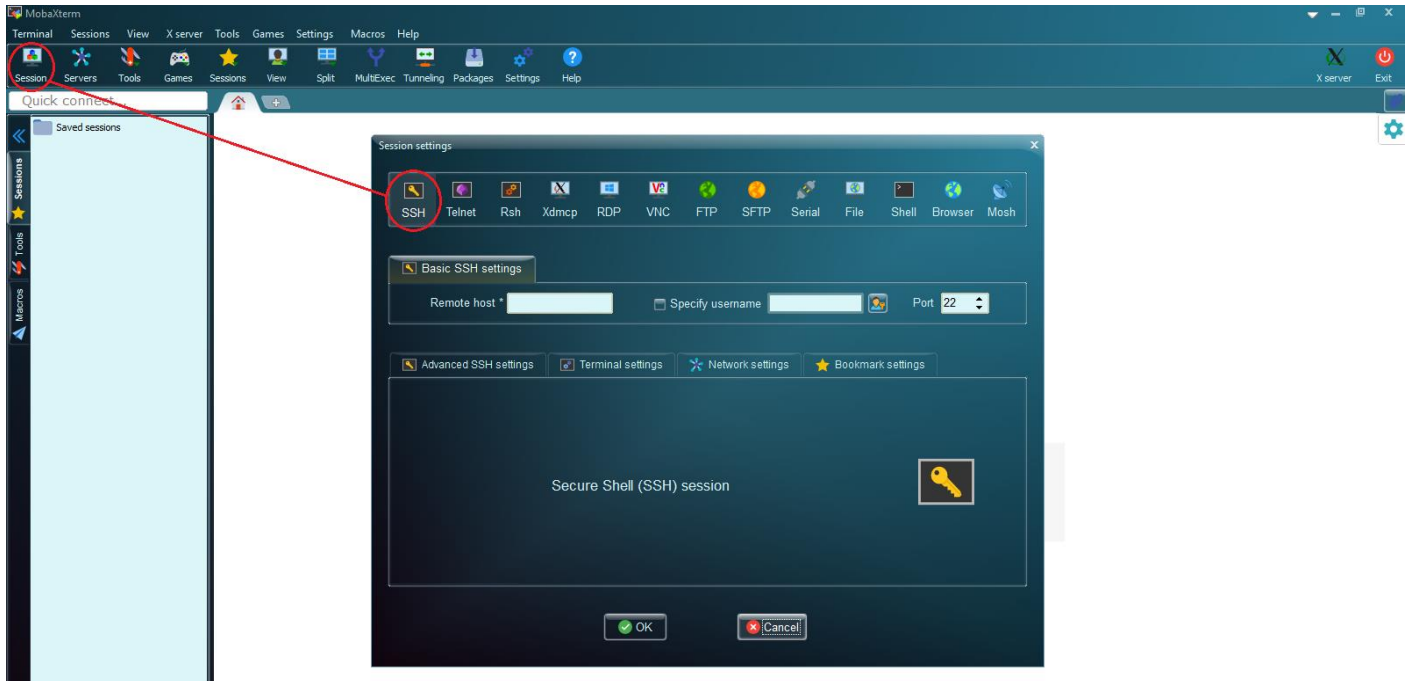 MobaXterm
Terminal Sessions View X server Tools Games Settings Macros Help
Session Servers Tools Games Sessions View Split MultiExec Tunneling Packages Settings Help X server Exit
Quick connect...
Saved sessions
Sessions
Tools
Macros
Session settings
SSH Telnet Rsh Xdmcp RDP VNC FTP SFTP Serial File Shell Browser Mosh
Basic SSH settings
Remote host * Specify username Port 22
Advanced SSH settings Terminal settings Network settings Bookmark settings
Secure Shell (SSH) session
OK Cancel